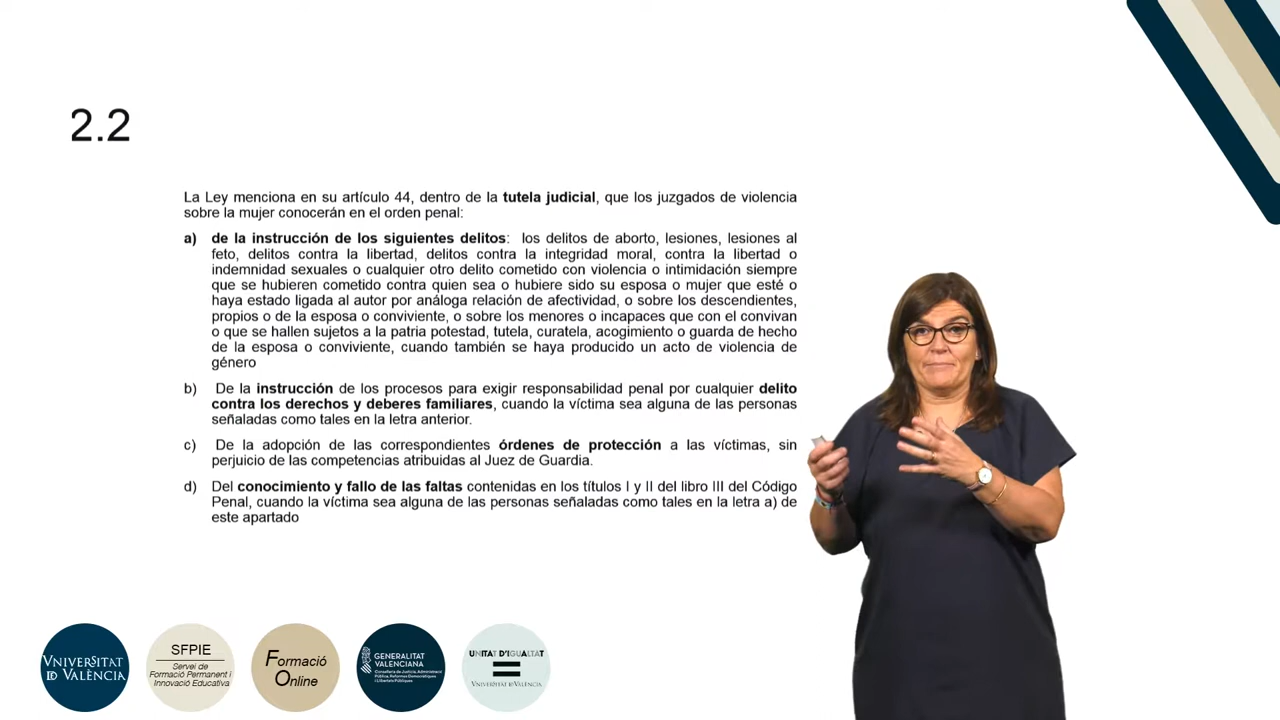 2.2
La Ley menciona en su artículo 44, dentro de la tutela judicial, que los juzgados de violencia
sobre la mujer conocerán en el orden penal:
a) de la instrucción de los siguientes delitos: los delitos de aborto, lesiones, lesiones al
feto, delitos contra la libertad, delitos contra la integridad moral, contra la libertad o
indemnidad sexuales o cualquier otro delito cometido con violencia o intimidación siempre
que se hubieren cometido contra quien sea o hubiere sido su esposa o mujer que esté o
haya estado ligada al autor por análoga relación de afectividad, o sobre los descendientes,
propios o de la esposa o conviviente, o sobre los menores o incapaces que con el convivan
o que se hallen sujetos a la patria potestad, tutela, curatela, acogimiento o guarda de hecho
de la esposa o conviviente, cuando también se haya producido un acto de violencia de
género
b) De la instrucción de los procesos para exigir responsabilidad penal por cualquier delito
contra los derechos y deberes familiares, cuando la víctima sea alguna de las personas
señaladas como tales en la letra anterior.
c) De la adopción de las correspondientes órdenes de protección a las víctimas, sin
perjuicio de las competencias atribuidas al Juez de Guardia.
d) Del conocimiento y fallo de las faltas contenidas en los títulos I y II del libro III del Código
Penal, cuando la víctima sea alguna de las personas señaladas como tales en la letra a) de
este apartado
VNIVERSITAT
ID VALÈNCIA
SFPIE
Servei de
Formació Permanent i
Innovació Educativa
Formació
Online
GENERALITAT
VALENCIANA
Conselleria de Justícia, Administració
Pública, Reformes Democràtiques
i Llibertats Públiques
UNITAT D'IGUALTAT
VNIVERSITAT ID VALÈNCIA